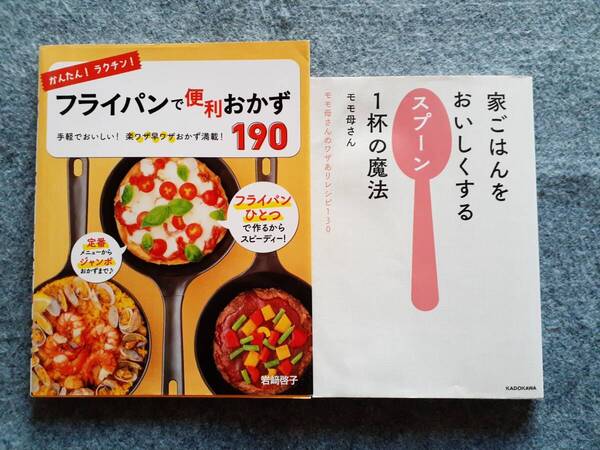 かんたん！ ラクチン！
フライパンで便利おかず
手軽でおいしい！ 楽ワザ早ワザおかず満載！
190
フライパン
ひとつ
で作るから
スピーディー！
定番
メニューから
ジャンボ
おかずまで♪
岩﨑啓子
家ごはんを
おいしくする
スプーン
1杯の魔法
モモ母さん
モモ母さんのワザありレシピ130
KADOKAWA